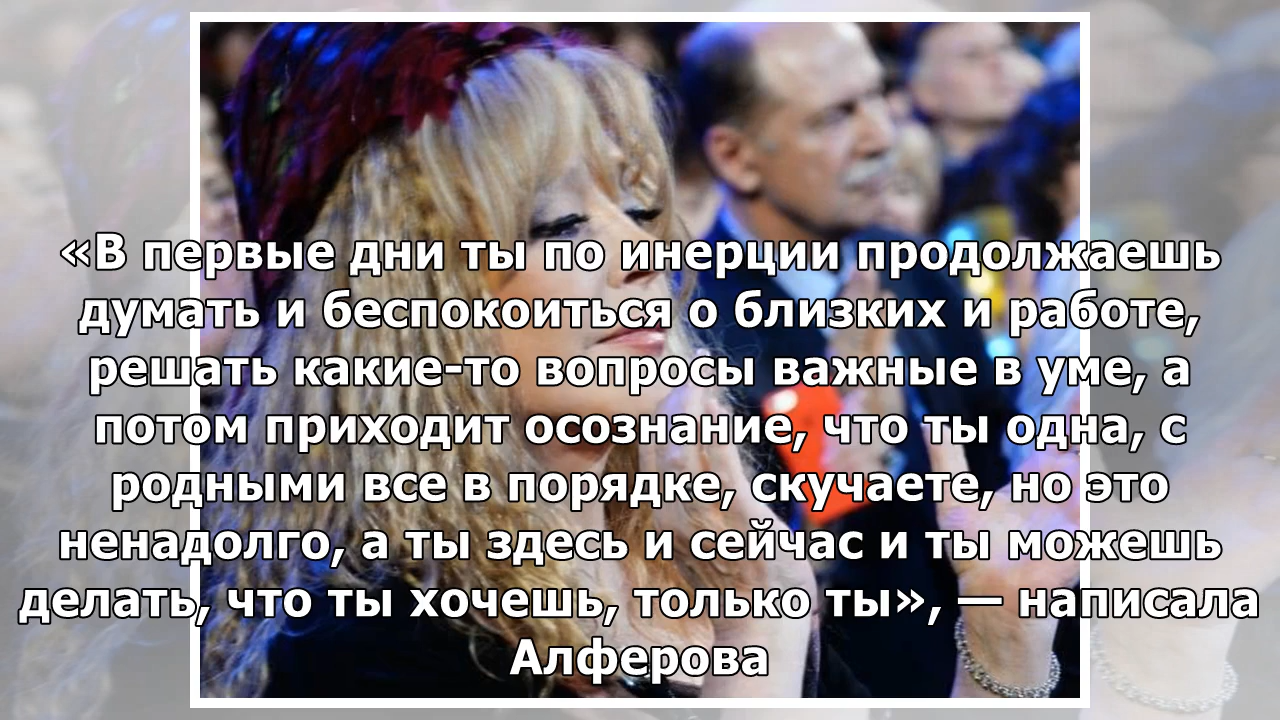 «В первые дни ты по инерции продолжаешь
думать и беспокоиться о близких и работе,
решать какие-то вопросы важные в уме, а
потом приходит осознание, что ты одна, с
родными все в порядке, скучаете, но это
ненадолго, а ты здесь и сейчас и ты можешь
делать, что ты хочешь, только ты», — написала
Алферова